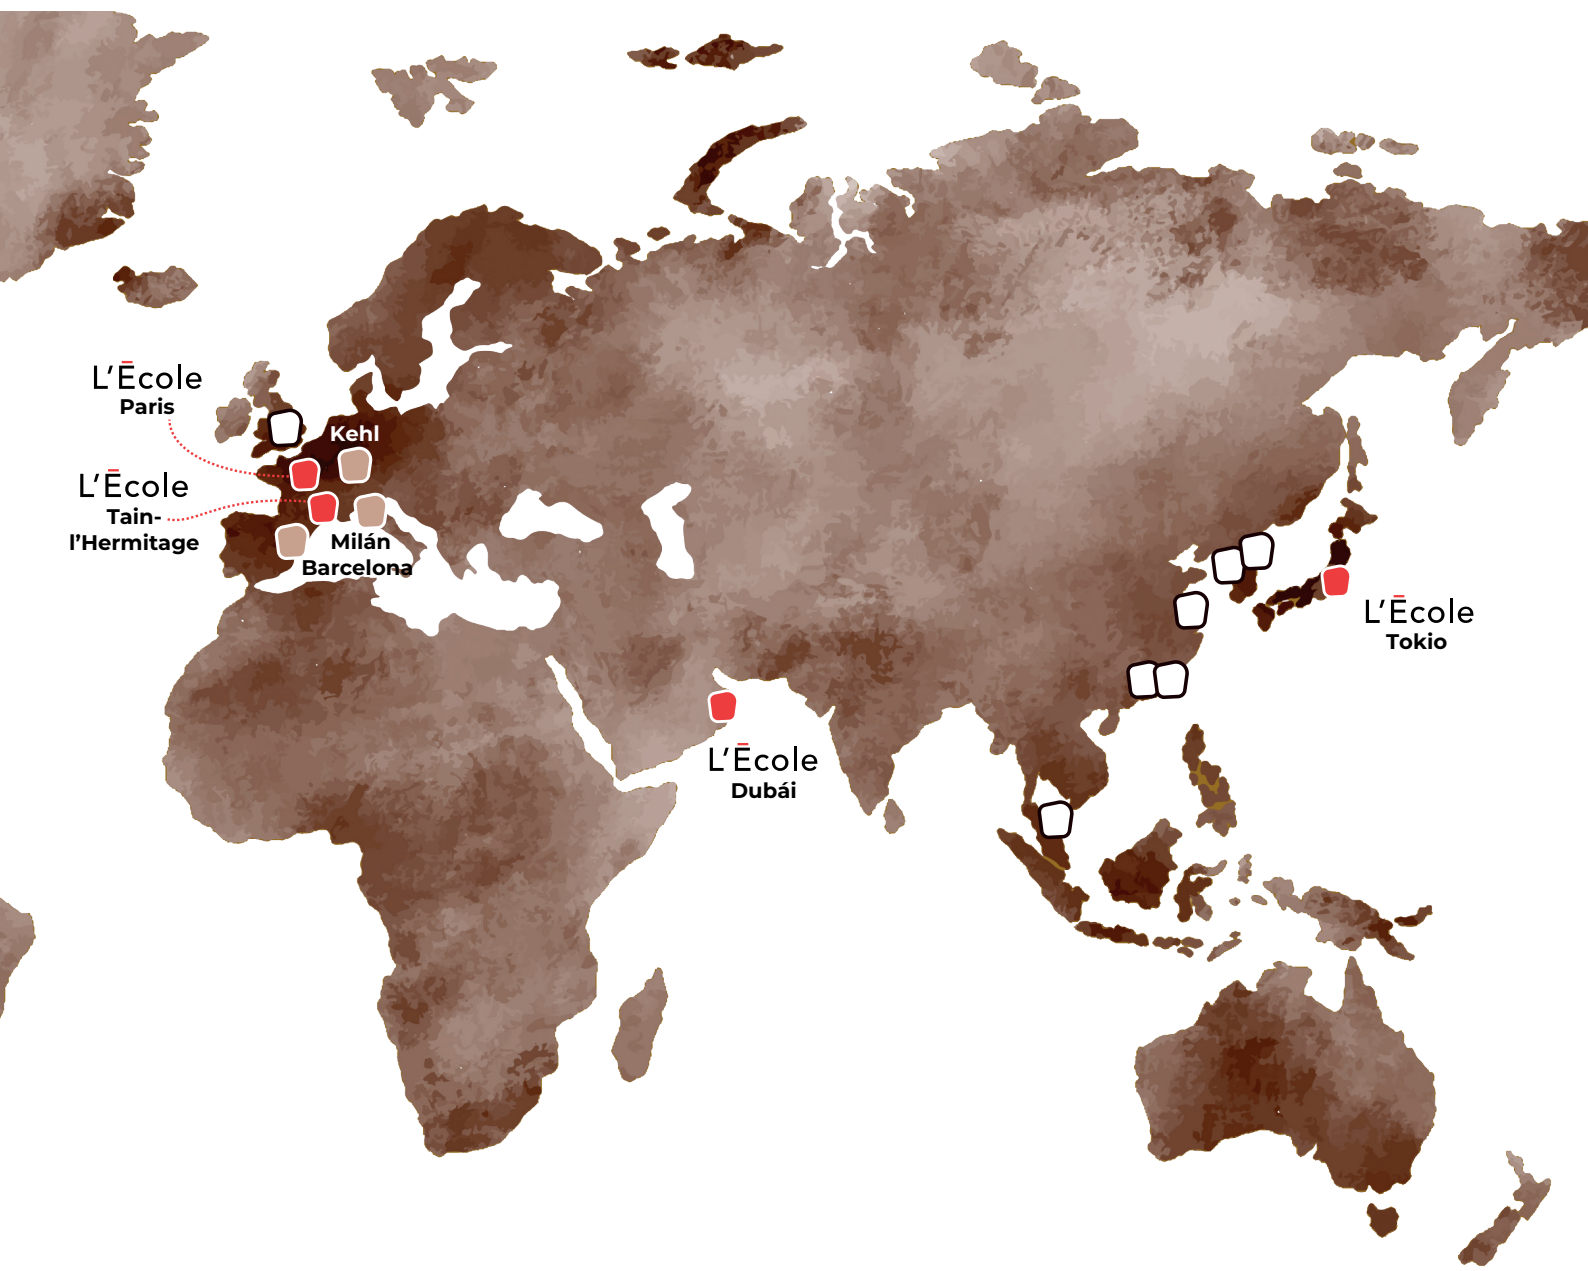 L’École
Paris
Kehl
L’École
Tain-
l’Hermitage
Milán
Barcelona
L’École
Tokio
L’École
Dubái